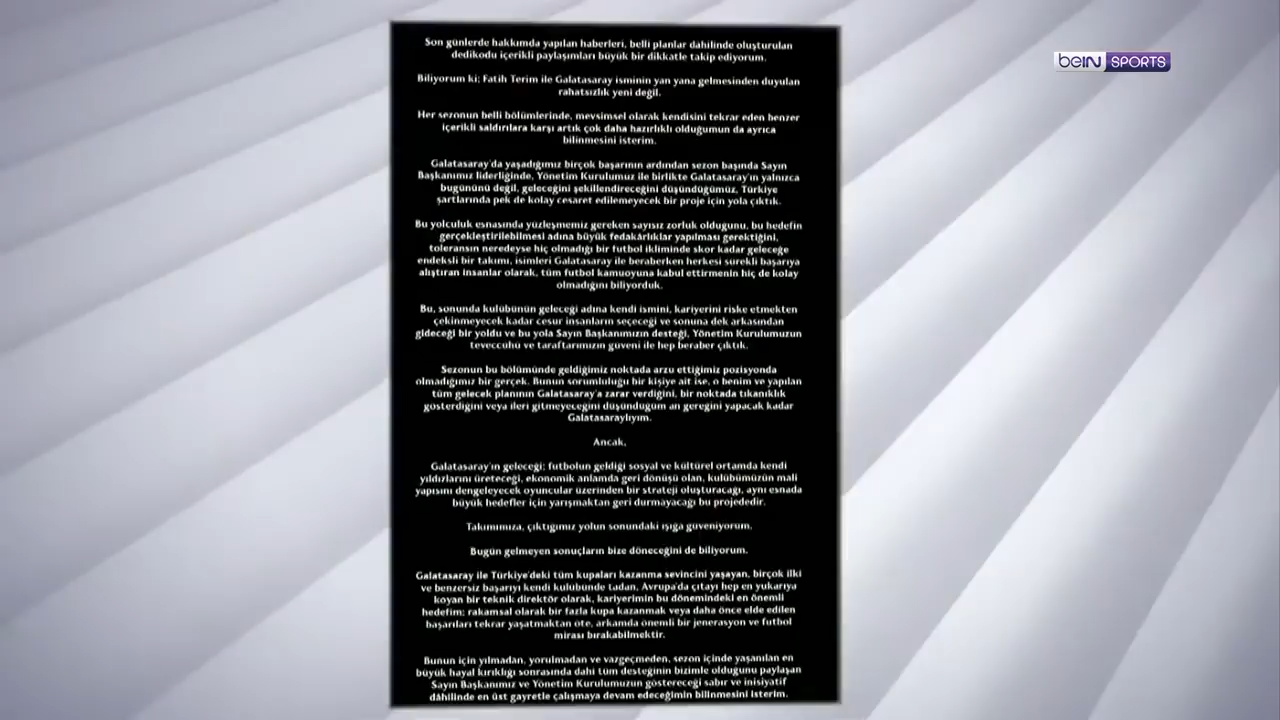 Son günlerde hakkımda yapılan haberleri, belli planlar dahilinde oluşturulan
dedikodu içerikli paylaşımları büyük bir dikkatle takip ediyorum.
beIN SPORTS
Biliyorum ki; Fatih Terim ile Galatasaray isminin yan yana gelmesinden duyulan
rahatsızlık yeni değil.
Her sezonun belli bölümlerinde, mevsimsel olarak kendisini tekrar eden benzer
içerikli saldırılara karşı artık çok daha hazırlıklı olduğumun da ayrıca
bilinmesini isterim.
Galatasaray'da yaşadığımız birçok başarının ardından sezon başında Sayın
Başkanımız liderliğinde, Yönetim Kurulumuz ile birlikte Galatasaray'ın yalnızca
bugününü değil, geleceğini şekillendireceğini düşündüğümüz, Türkiye
şartlarında pek de kolay cesaret edilemeyecek bir proje için yola çıktık.
Bu yolculuk esnasında yüzleşmemiz gereken sayısız zorluk olduğunu, bu hedefin
gerçekleştirilebilmesi adına büyük fedakârlıklar yapılması gerektiğini,
toleransın neredeyse hiç olmadığı bir futbol ikliminde skor kadar geleceğe
endeksli bir takımı, isimleri Galatasaray ile beraberken herkesi sürekli başarıya
alıştıran insanlar olarak, tüm futbol kamuoyuna kabul ettirmenin hiç de kolay
olmadığını biliyorduk.
Bu, sonunda kulübünün geleceği adına kendi ismini, kariyerini riske etmekten
çekinmeyecek kadar cesur insanların seçeceği ve sonuna dek arkasından
gideceği bir yoldu ve bu yola Sayın Başkanımızın desteği, Yönetim Kurulumuzun
teveccühü ve taraftarımızın güveni ile hep beraber çıktık.
Sezonun bu bölümünde geldiğimiz noktada arzu ettiğimiz pozisyonda
olmadığımız bir gerçek. Bunun sorumluluğu bir kişiye ait ise, o benim ve yapılan
tüm gelecek planının Galatasaray'a zarar verdiğini, bir noktada tıkanıklık
gösterdiğini veya ileri gitmeyeceğini düşündüğüm an gereğini yapacak kadar
Galatasaraylıyım.
Ancak,
Galatasaray'ın geleceği; futbolun geldiği sosyal ve kültürel ortamda kendi
yıldızlarını üreteceği, ekonomik anlamda geri dönüşü olan, kulübümüzün mali
yapısını dengeleyecek oyuncular üzerinden bir strateji oluşturacağı, aynı esnada
büyük hedefler için yarışmaktan geri durmayacağı bu projededir.
Takımımıza, çıktığımız yolun sonundaki ışığa güveniyorum.
Bugün gelmeyen sonuçların bize döneceğini de biliyorum.
Galatasaray ile Türkiye'deki tüm kupaları kazanma sevincini yaşayan, birçok ilki
ve benzersiz başarıyı kendi kulübünde tadan, Avrupa'da çıtayı hep en yukarıya
koyan bir teknik direktör olarak, kariyerimin bu dönemindeki en önemli
hedefim; rakamsal olarak bir fazla kupa kazanmak veya daha önce elde edilen
başarıları tekrar yaşatmaktan öte, arkamda önemli bir jenerasyon ve futbol
mirası bırakabilmektir.
Bunun için yılmadan, yorulmadan ve vazgeçmeden, sezon içinde yaşanılan en
büyük hayal kırıklığı sonrasında dahi tüm desteğinin bizimle olduğunu paylaşan
Sayın Başkanımız ve Yönetim Kurulumuzun göstereceği sabır ve inisiyatif
dâhilinde en üst gayretle çalışmaya devam edeceğimin bilinmesini isterim.